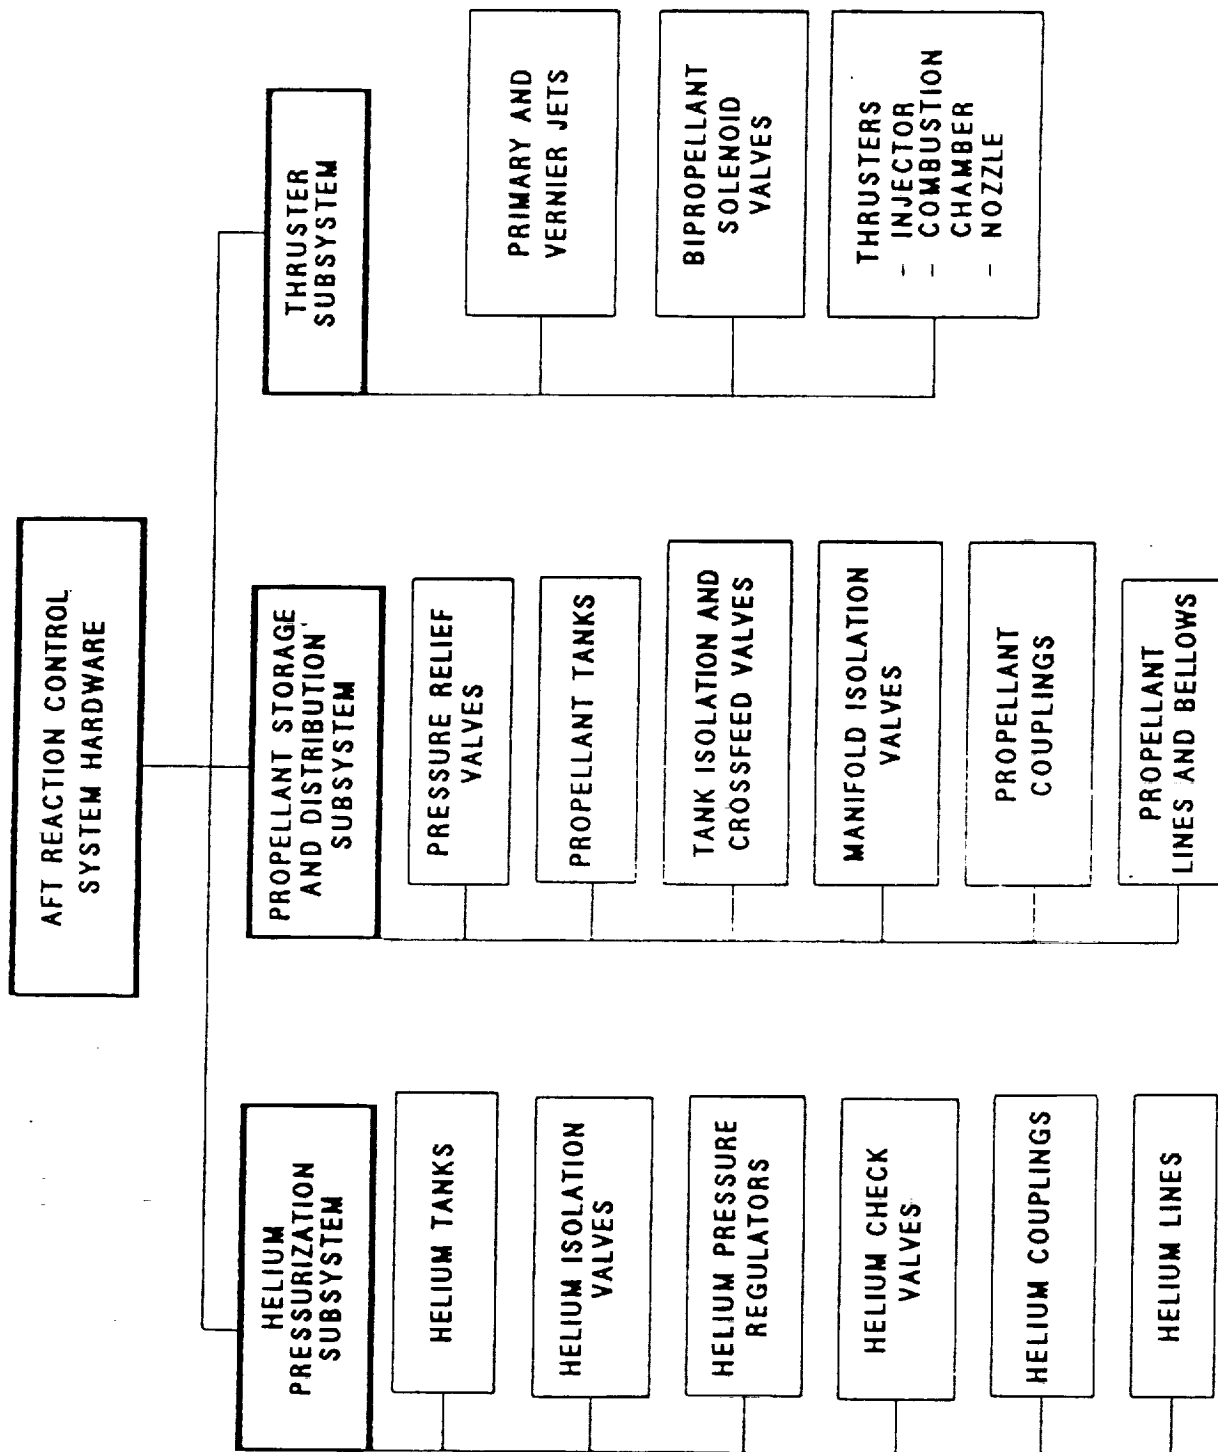 AFT REACTION CONTROL
SYSTEM HARDWARE
HELIUM
PRESSURIZATION
SUBSYSTEM
HELIUM TANKS
HELIUM ISOLATION
VALVES
HELIUM PRESSURE
REGULATORS
HELIUM CHECK
VALVES
HELIUM COUPLINGS
HELIUM LINES
PROPELLANT STORAGE
AND DISTRIBUTION
SUBSYSTEM
PRESSURE RELIEF
VALVES
PROPELLANT TANKS
TANK ISOLATION AND
CROSSFEED VALVES
MANIFOLD ISOLATION
VALVES
PROPELLANT
COUPLINGS
PROPELLANT
LINES AND BELLOWS
THRUSTER
SUBSYSTEM
PRIMARY AND
VERNIER JETS
BIPROPELLANT
SOLENOID
VALVES
THRUSTERS
- INJECTOR
- COMBUSTION
CHAMBER
- NOZZLE